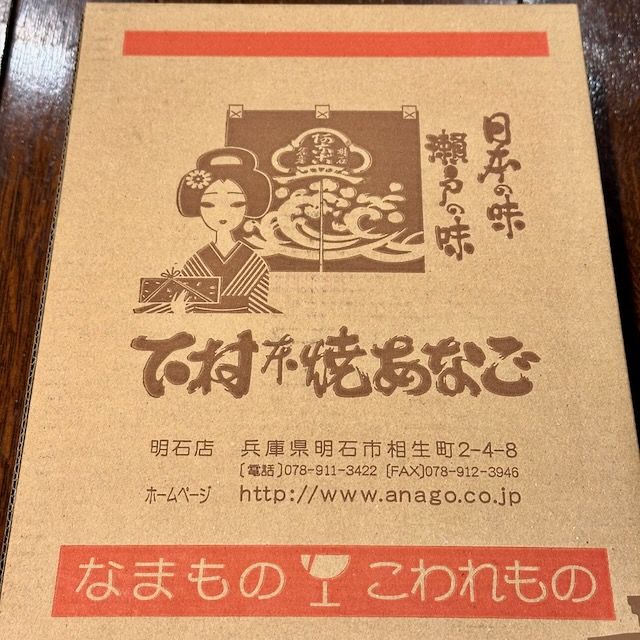 日本の味
瀬戸の味
下村の焼あなご
明石店 兵庫県明石市相生町2-4-8
〔電話〕078-911-3422 〔FAX〕078-912-3946
ホームページ http://www.anago.co.jp
なまもの こわれもの